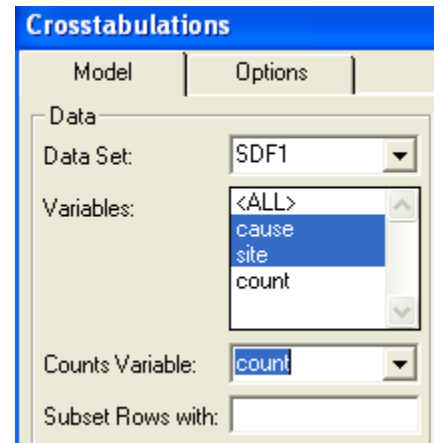 Crosstabulations
Model Options
Data
Data Set: SDF1
Variables: <ALL>
cause
site
count
Counts Variable: count
Subset Rows with: